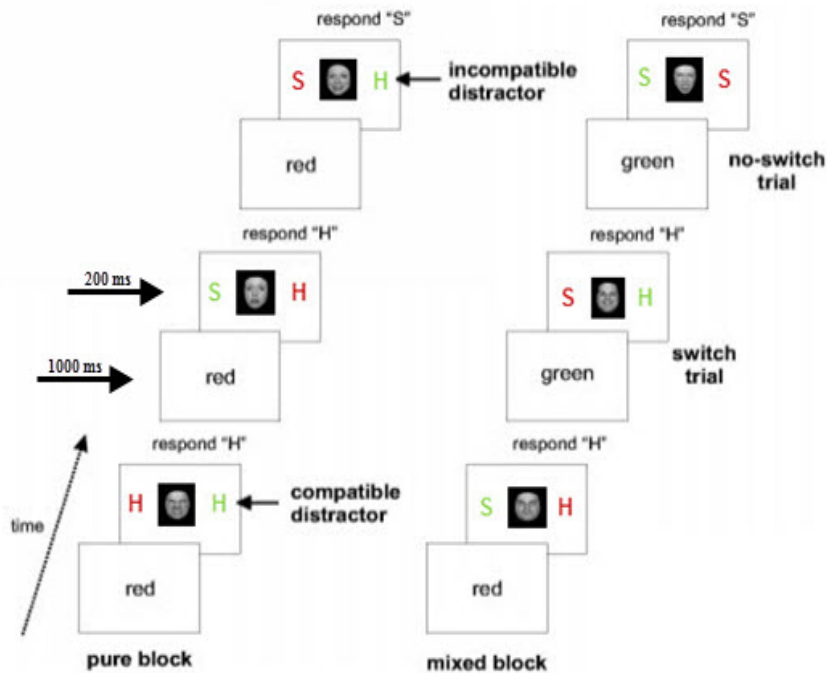 respond "S"
S H
incompatible
distractor
red
respond "S"
S S
green
no-switch
trial
respond "H"
200 ms
S H
1000 ms
red
respond "H"
S H
switch
trial
green
respond "H"
H H
compatible
distractor
time
red
pure block
respond "H"
S H
red
mixed block